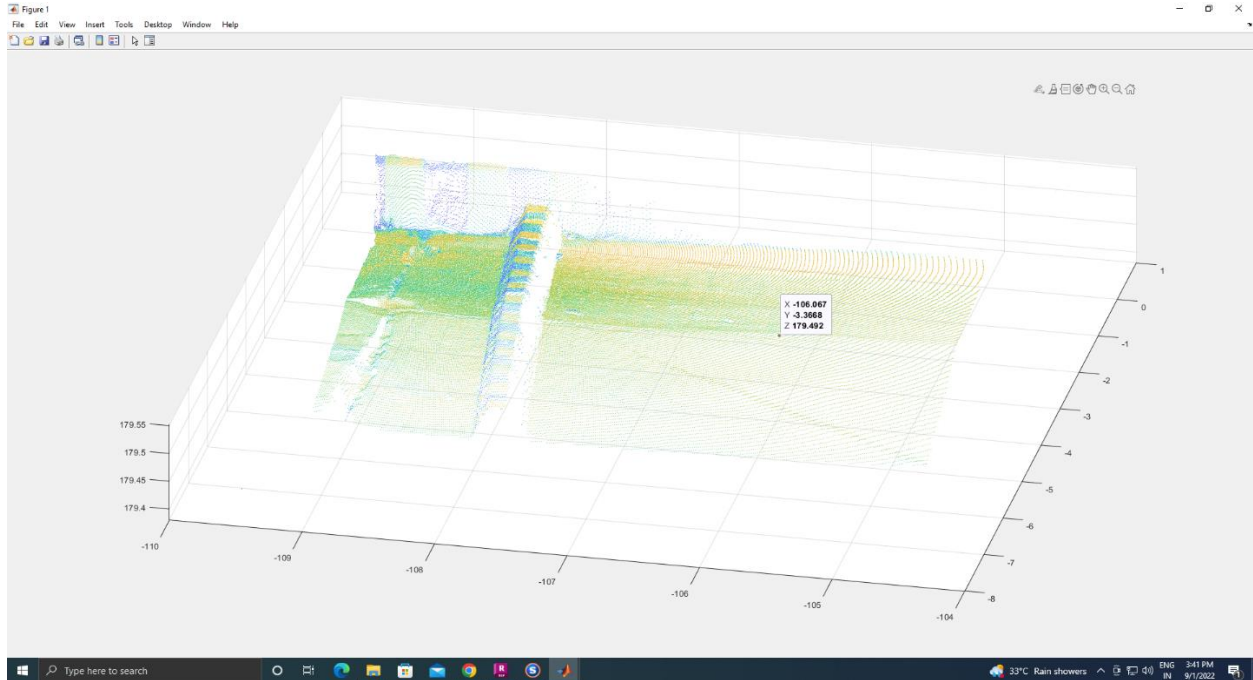 Figure 1
File Edit View Insert Tools Desktop Window Help
X -106.067
Y -3.3668
Z 179.492
1
0
-1
-2
-3
-4
-5
-6
-7
-8
179.55
179.5
179.45
179.4
-110
-109
-108
-107
-106
-105
-104
Type here to search
33°C Rain showers
ENG
IN
3:41 PM
9/1/2022